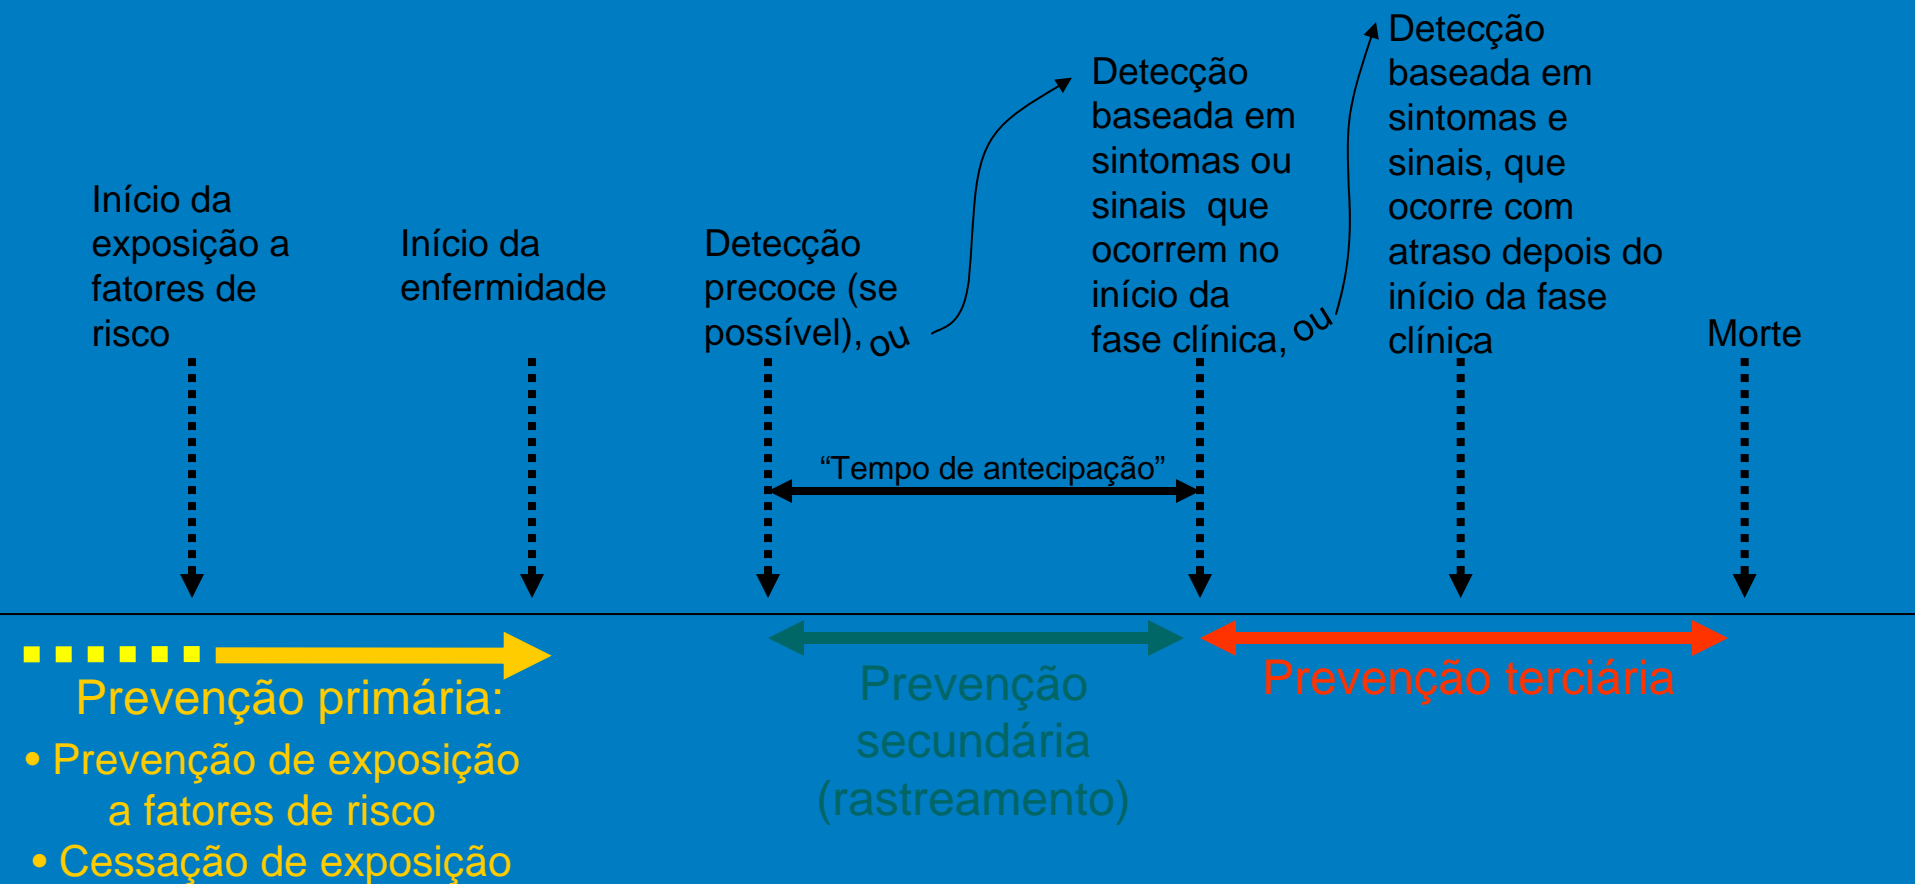 Início da
exposição a
fatores de
risco
Início da
enfermidade
Detecção
precoce (se
possível), ou
Detecção
baseada em
sintomas ou
sinais que
ocorrem no
início da
fase clínica, ou
Detecção
baseada em
sintomas e
sinais, que
ocorre com
atraso depois do
início da fase
clínica
Morte
“Tempo de antecipação”
Prevenção primária:
• Prevenção de exposição
a fatores de risco
• Cessação de exposição
Prevenção
secundária
(rastreamento)
Prevenção terciária